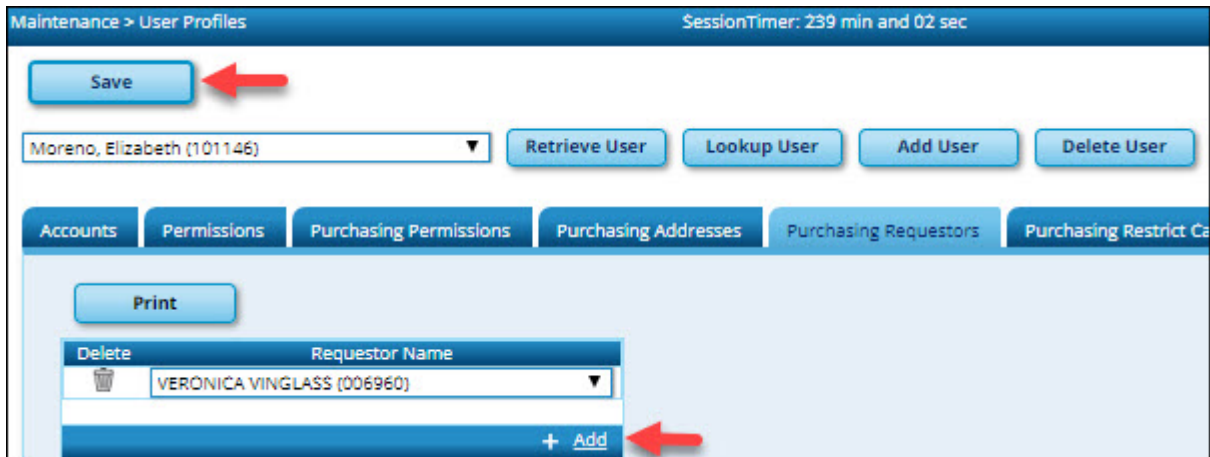 Maintenance > User Profiles SessionTimer: 239 min and 02 sec
Save
Moreno, Elizabeth (101146) Retrieve User Lookup User Add User Delete User
Accounts Permissions Purchasing Permissions Purchasing Addresses Purchasing Requestors Purchasing Restrict Ca
Print
Delete Requestor Name
VERONICA VINGLASS (006960)
+ Add